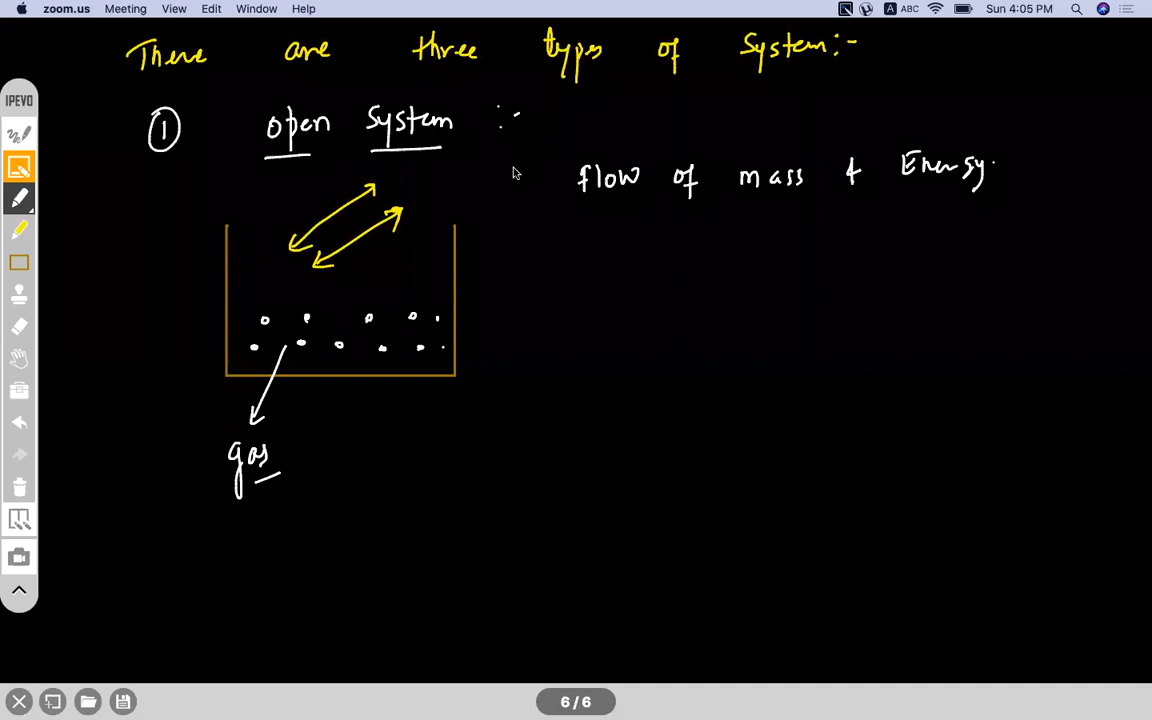 zoom.us Meeting View Edit Window Help A ABC Sun 4:05 PM
There are three types of System:-
IPEVO
① open System :-
flow of mass & Energy.
gas
6 / 6